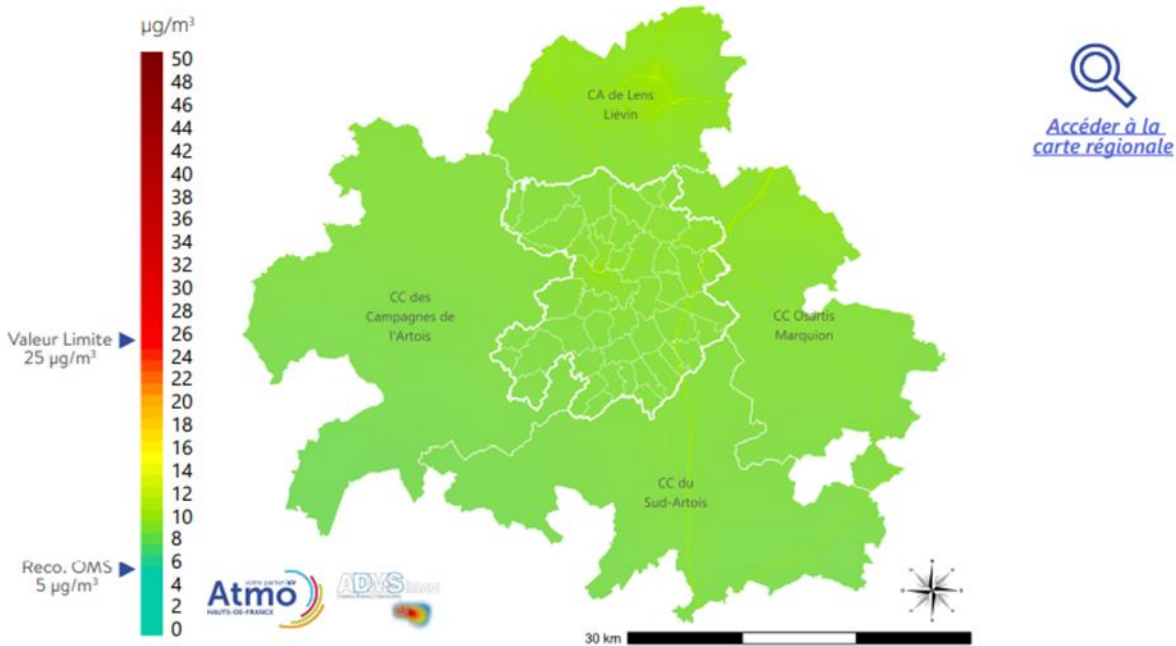 µg/m³
50
48
46
44
42
40
38
36
34
32
30
28
26
24
22
20
18
16
14
12
10
8
6
4
2
0
Valeur Limite
25 µg/m³
Reco. OMS
5 µg/m³
CA de Lens
Liévin
CC des
Campagnes de
l'Artois
CC Osartis
Marquion
CC du
Sud-Artois
Accéder à la
carte régionale
votre parten'air
Atmo
HAUTS-DE-FRANCE
ADMS
30 km